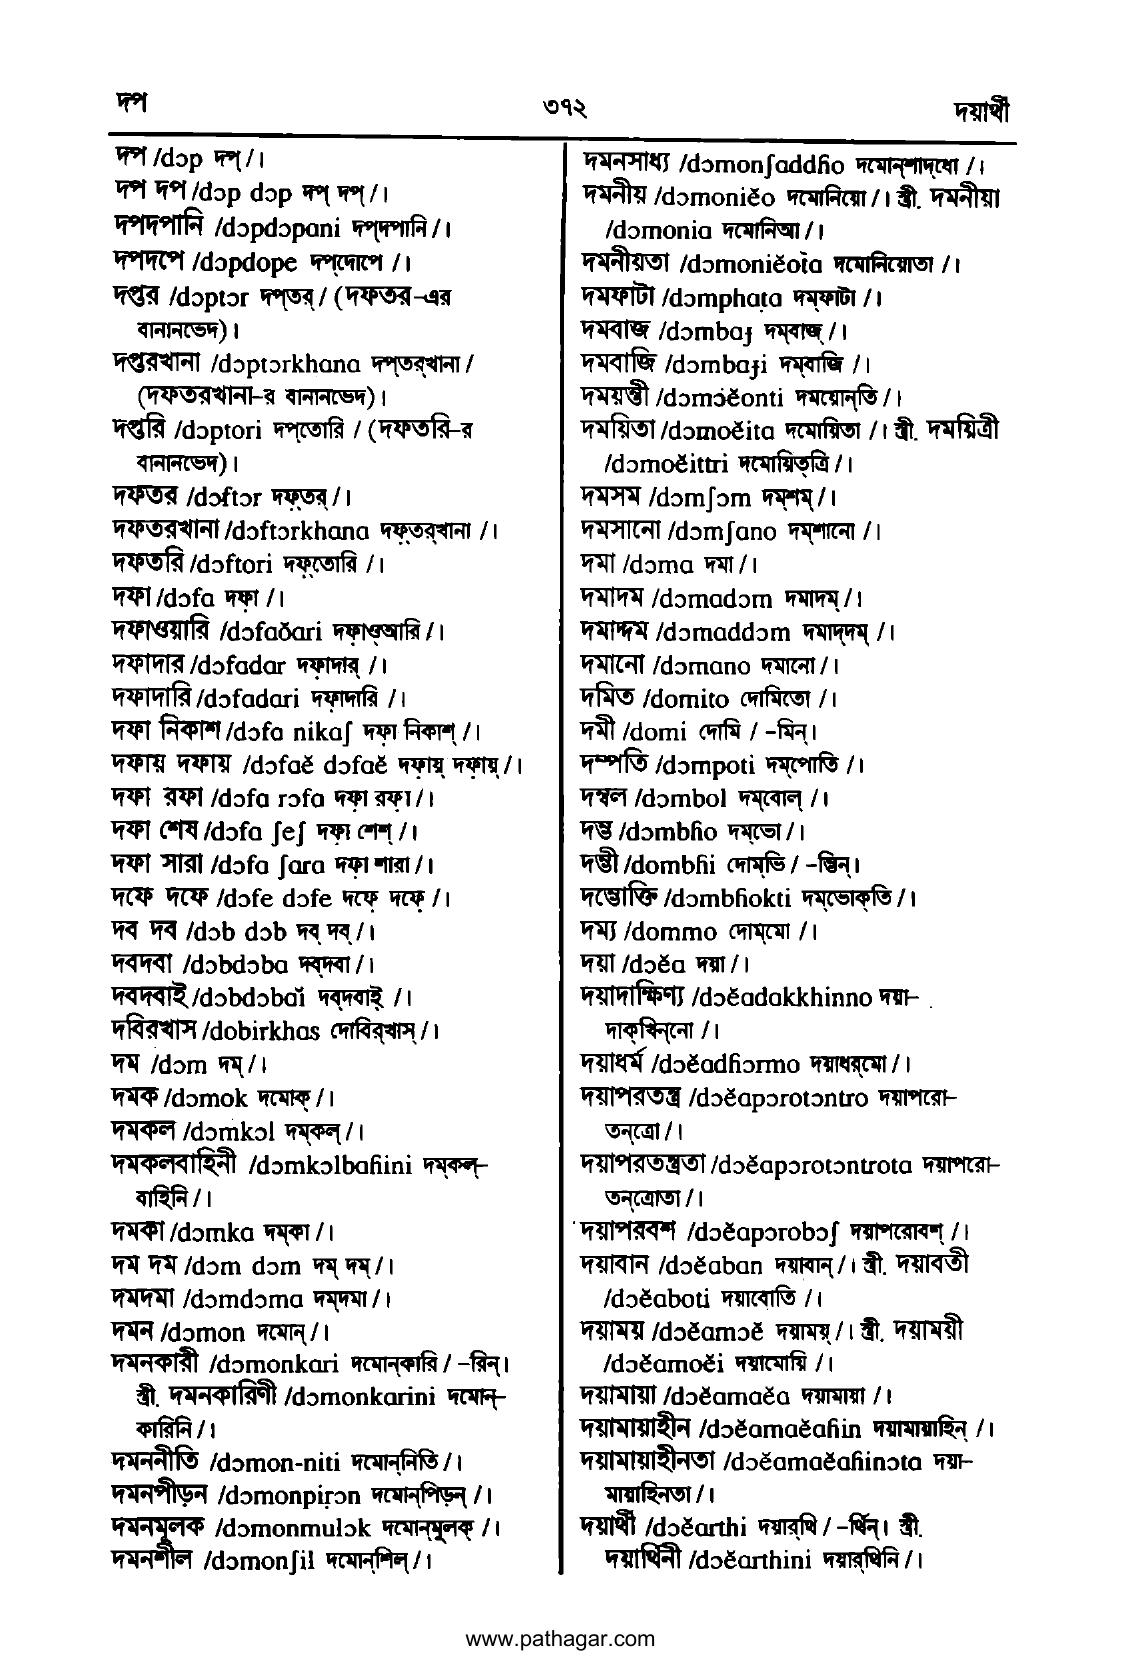 দপ
৩৭২
দয়ার্থী
দপ /dɔp দপ্ /।
দপ দপ /dɔp dɔp দপ্ দপ্ /।
দপদপানি /dɔpdɔpani দপ্‌দপানি /।
দপদপে /dɔpdope দপ্‌দোপে /।
দপ্তর /dɔptɔr দপ্‌তর্ / (দফতর–এর
বানানভেদ)।
দপ্তরখানা /dɔptɔrkhana দপ্‌তর্‌খানা /
(দফতরখানা–র বানানভেদ)।
দপ্তরি /dɔptori দপ্‌তোরি / (দফতরি–র
বানানভেদ)।
দফতর /dɔftɔr দফ়্‌তর্ /।
দফতরখানা /dɔftɔrkhana দফ়্‌তর্‌খানা /।
দফতরি /dɔftori দফ়্‌তোরি /।
দফা /dɔfa দফ়া /।
দফাওয়ারি /dɔfaŏari দফ়াওআরি /।
দফাদার /dɔfadar দফ়াদার্ /।
দফাদারি /dɔfadari দফ়াদারি /।
দফা নিকাশ /dɔfa nikaʃ দফ়া নিকাশ্ /।
দফায় দফায় /dɔfaĕ dɔfaĕ দফ়ায়্ দফ়ায়্ /।
দফা রফা /dɔfa rɔfa দফ়া রফ়া /।
দফা শেষ /dɔfa ʃeʃ দফ়া শেশ্ /।
দফা সারা /dɔfa ʃara দফ়া শারা /।
দফে দফে /dɔfe dɔfe দফে় দফে় /।
দব দব /dɔb dɔb দব্ দব্ /।
দবদবা /dɔbdɔba দব্‌দবা /।
দবদবাই /dɔbdɔbaĭ দব্‌দবাই্ /।
দবিরখাস /dobirkhas দোবির্‌খাস্ /।
দম /dɔm দম্ /।
দমক /dɔmok দমোক্ /।
দমকল /dɔmkɔl দম্‌কল্ /।
দমকলবাহিনী /dɔmkɔlbaɦini দম্‌কল্–
বাহিনি /।
দমকা /dɔmka দম্‌কা /।
দম দম /dɔm dɔm দম্ দম্ /।
দমদমা /dɔmdɔma দম্‌দমা /।
দমন /dɔmon দমোন্ /।
দমনকারী /dɔmonkari দমোন্‌কারি / –রিন্।
স্ত্রী. দমনকারিণী /dɔmonkarini দমোন্–
কারিনি /।
দমননীতি /dɔmon-niti দমোন্‌নিতি /।
দমনপীড়ন /dɔmonpiṛɔn দমোন্‌পিড়ন্ /।
দমনমূলক /dɔmonmulɔk দমোন্‌মূলক্ /।
দমনশীল /dɔmonʃil দমোন্‌শিল্ /।
দমনসাধ্য /dɔmonʃaddɦo দমোন্‌শাদ্‌ধো /।
দমনীয় /dɔmoniĕo দমোনিয়ো /। স্ত্রী. দমনীয়া
/dɔmonia দমোনিআ /।
দমনীয়তা /dɔmoniĕota দমোনিয়োতা /।
দমফাটা /dɔmphaṭa দম্‌ফাটা /।
দমবাজ /dɔmbaɟ দম্‌বাজ্ /।
দমবাজি /dɔmbaɟi দম্‌বাজি /।
দময়ন্তী /dɔmɔĕonti দময়োন্‌তি /।
দময়িতা /dɔmoĕita দমোয়িতা /। স্ত্রী. দময়িত্রী
/dɔmoĕittri দমোয়িত্‌ত্রি /।
দমসম /dɔmʃɔm দম্‌শম্ /।
দমসানো /dɔmʃano দম্‌শানো /।
দমা /dɔma দমা /।
দমাদম /dɔmadɔm দমাদম্ /।
দমাদ্দম /dɔmaddɔm দমাদ্‌দম্ /।
দমানো /dɔmano দমানো /।
দমিত /domito দোমিতো /।
দমী /domi দোমি / –মিন্।
দম্পতি /dɔmpoti দম্‌পোতি /।
দম্বল /dɔmbol দম্‌বোল্ /।
দম্ভ /dɔmbɦo দম্‌ভো /।
দম্ভী /dombɦi দোম্‌ভি / –ম্ভিন্।
দম্ভোক্তি /dɔmbɦokti দম্‌ভোক্‌তি /।
দম্য /dommo দোম্‌মো /।
দয়া /dɔĕa দয়া /।
দয়াদাক্ষিণ্য /dɔĕadakkhinno দয়া–
দাক্‌খিন্‌নো /।
দয়াধর্ম /dɔĕadɦɔrmo দয়াধর্‌মো /।
দয়াপরতন্ত্র /dɔĕapɔrotɔntro দয়াপরো–
তন্‌ত্রো /।
দয়াপরতন্ত্রতা /dɔĕapɔrotɔntrota দয়াপরো–
তন্‌ত্রোতা /।
দয়াপরবশ /dɔĕapɔrobɔʃ দয়াপরোবশ্ /।
দয়াবান /dɔĕaban দয়াবান্ /। স্ত্রী. দয়াবতী
/dɔĕaboti দয়াবোতি /।
দয়াময় /dɔĕamɔĕ দয়াময়্ /। স্ত্রী. দয়াময়ী
/dɔĕamoĕi দয়ামোয়ি /।
দয়ামায়া /dɔĕamaĕa দয়ামায়া /।
দয়ামায়াহীন /dɔĕamaĕaɦin দয়ামায়াহিন্ /।
দয়ামায়াহীনতা /dɔĕamaĕaɦinɔta দয়া–
মায়াহিনতা /।
দয়ার্থী /dɔĕarthi দয়ার্‌থি / –র্থিন্। স্ত্রী.
দয়ার্থিনী /dɔĕarthini দয়ার্‌থিনি /।
www.pathagar.com